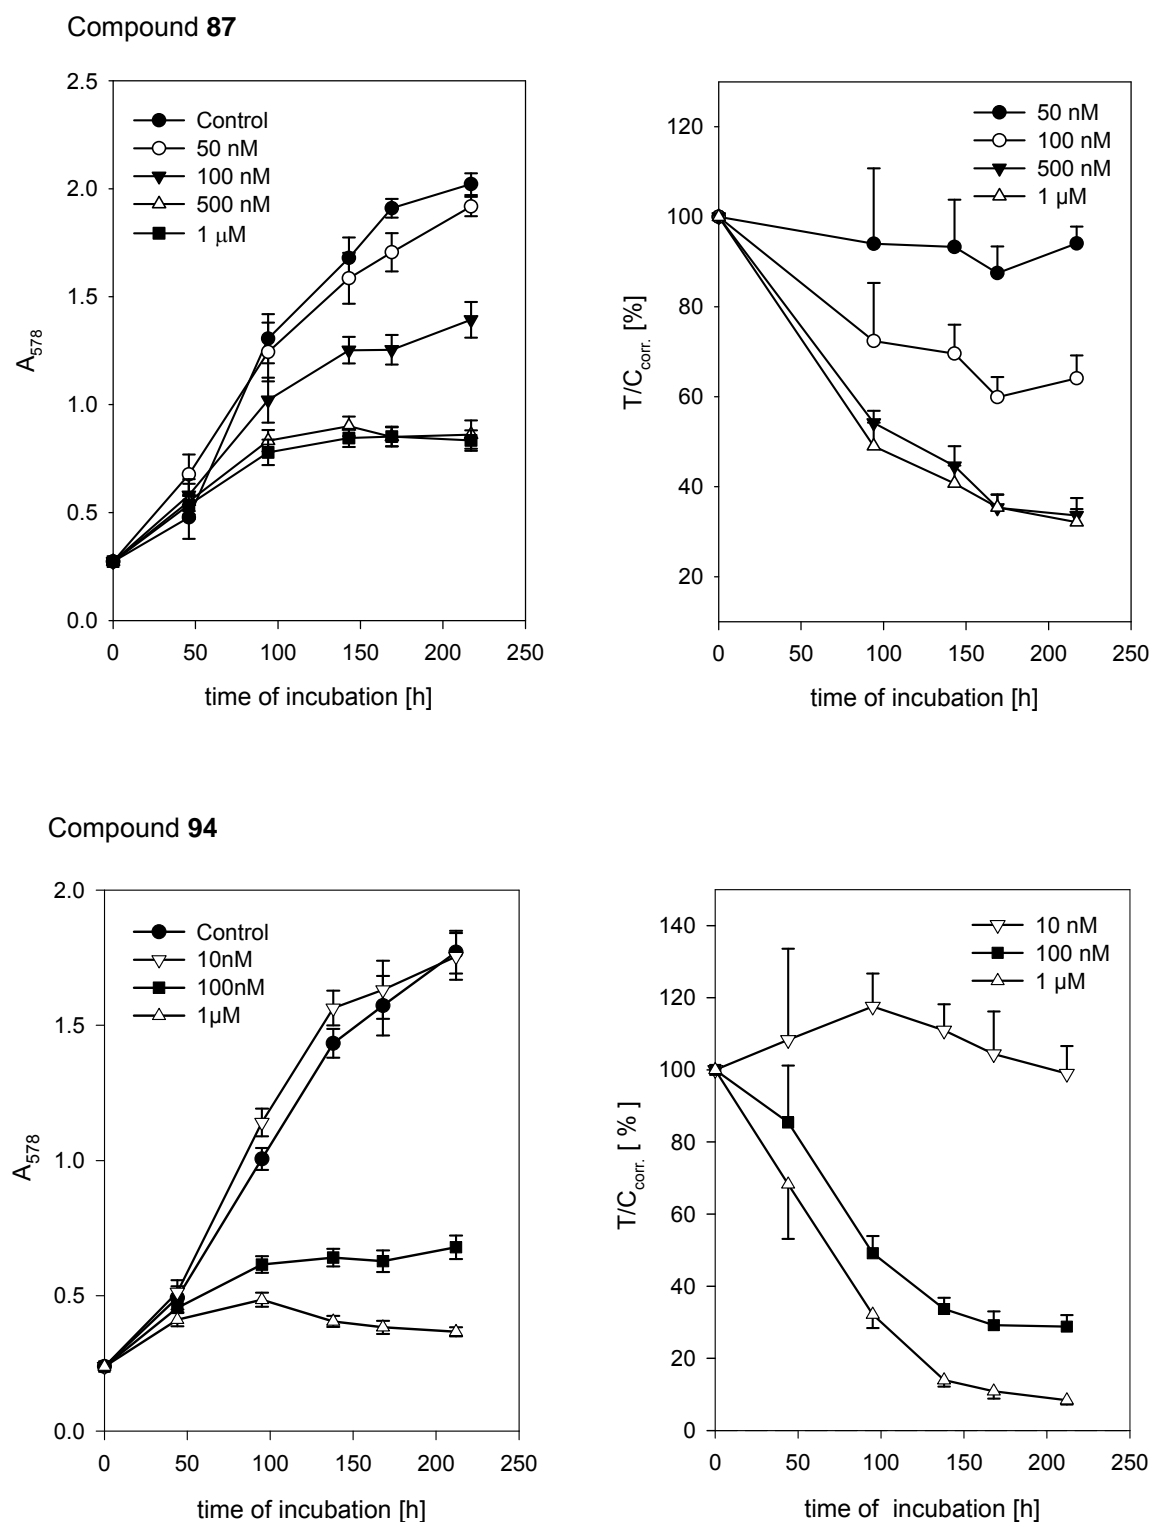 Compound 87
2.5
2.0
1.5
1.0
0.5
0.0
A578
Control
50 nM
100 nM
500 nM
1 μM
0 50 100 150 200 250
time of incubation [h]
120
100
80
60
40
20
T/Ccorr. [%]
50 nM
100 nM
500 nM
1 µM
0 50 100 150 200 250
time of incubation [h]
Compound 94
2.0
1.5
1.0
0.5
0.0
A578
Control
10nM
100nM
1µM
0 50 100 150 200 250
time of incubation [h]
140
120
100
80
60
40
20
0
T/Ccorr. [ % ]
10 nM
100 nM
1 µM
0 50 100 150 200 250
time of incubation [h]